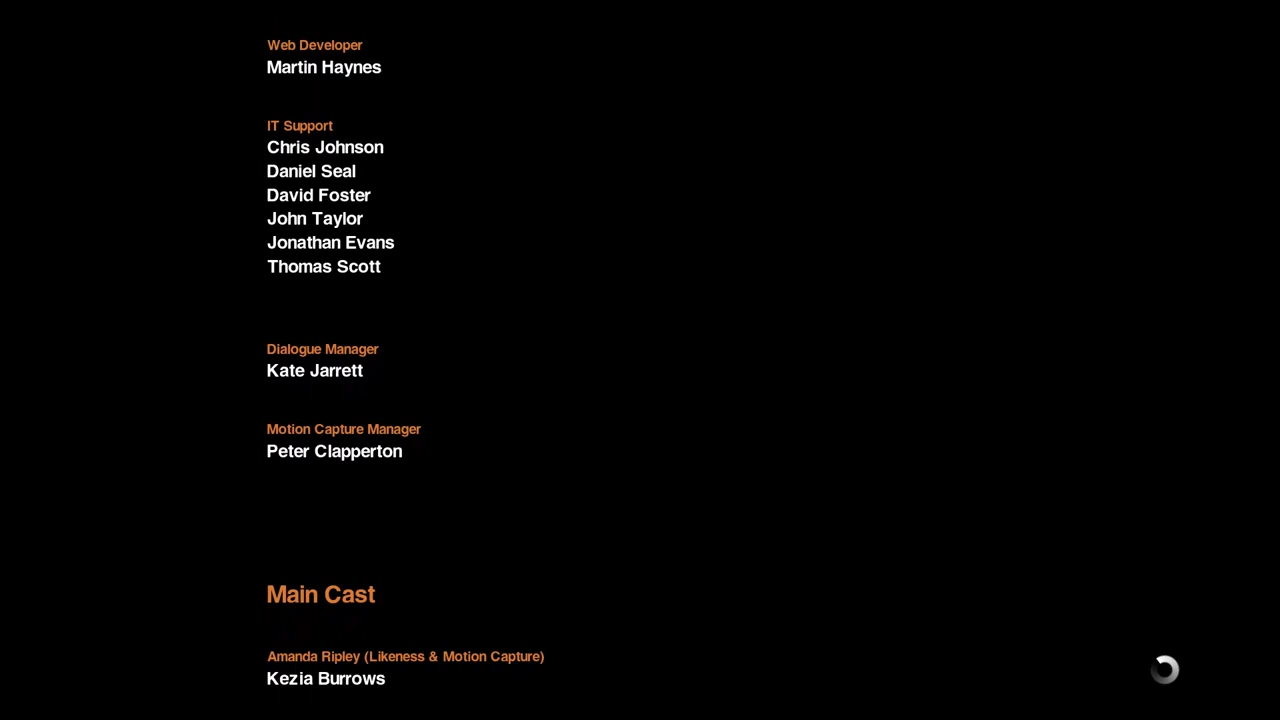 Web Developer
Martin Haynes
IT Support
Chris Johnson
Daniel Seal
David Foster
John Taylor
Jonathan Evans
Thomas Scott
Dialogue Manager
Kate Jarrett
Motion Capture Manager
Peter Clapperton
Main Cast
Amanda Ripley (Likeness & Motion Capture)
Kezia Burrows